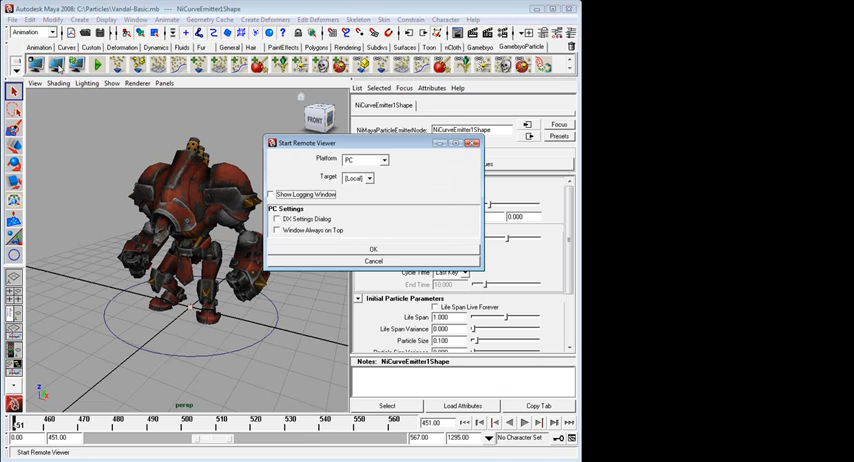 Autodesk Maya 2008: C:\Particles\Vandal-Basic.mb - NiCurveEmitter1Shape
File Edit Modify Create Display Window Animate Geometry Cache Create Deformers Edit Deformers Skeleton Skin Constrain Character Help
Animation
Animation Curves Custom Deformation Dynamics Fluids Fur General Hair PaintEffects Polygons Rendering Subdivs Surfaces Toon nCloth Gamebryo GamebryoParticle
View Shading Lighting Show Renderer Panels
List Selected Focus Attributes Help
NiCurveEmitter1Shape
NiMayaParticleEmitterNode: NiCurveEmitter1Shape
Focus
Presets
FRONT
Start Remote Viewer
Platform PC
Target [Local]
Show Logging Window
PC Settings
DX Settings Dialog
Window Always on Top
OK
Cancel
0.000
Cycle Time Last Key
End Time 10.000
Initial Particle Parameters
Life Span Live Forever
Life Span 1.000
Life Span Variance 0.000
Particle Size 0.100
Notes: NiCurveEmitter1Shape
Select Load Attributes Copy Tab
persp
451 460 470 480 490 500 510 520 530 540 550 560 451.00
0.00 451.00 567.00 1295.00 No Character Set
Start Remote Viewer